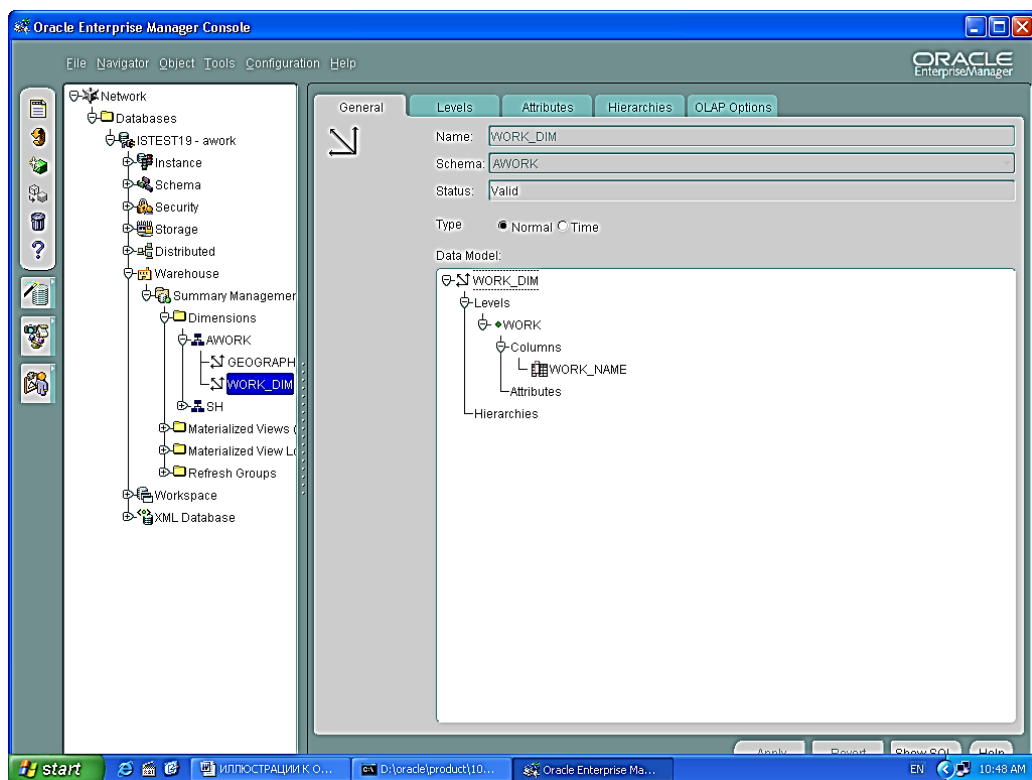 Oracle Enterprise Manager Console
File Navigator Object Tools Configuration Help
ORACLE
EnterpriseManager
Network
Databases
ISTEST19 - awork
Instance
Schema
Security
Storage
Distributed
Warehouse
Summary Managemer
Dimensions
AWORK
GEOGRAPH
WORK_DIM
SH
Materialized Views (
Materialized View Lo
Refresh Groups
Workspace
XML Database
General Levels Attributes Hierarchies OLAP Options
Name: WORK_DIM
Schema: AWORK
Status: Valid
Type Normal Time
Data Model:
WORK_DIM
Levels
WORK
Columns
WORK_NAME
Attributes
Hierarchies
Apply Revert Show SQL Help
start ИЛЛЮСТРАЦИИ К О... D:\oracle\product\10... Oracle Enterprise Ma... EN 10:48 AM